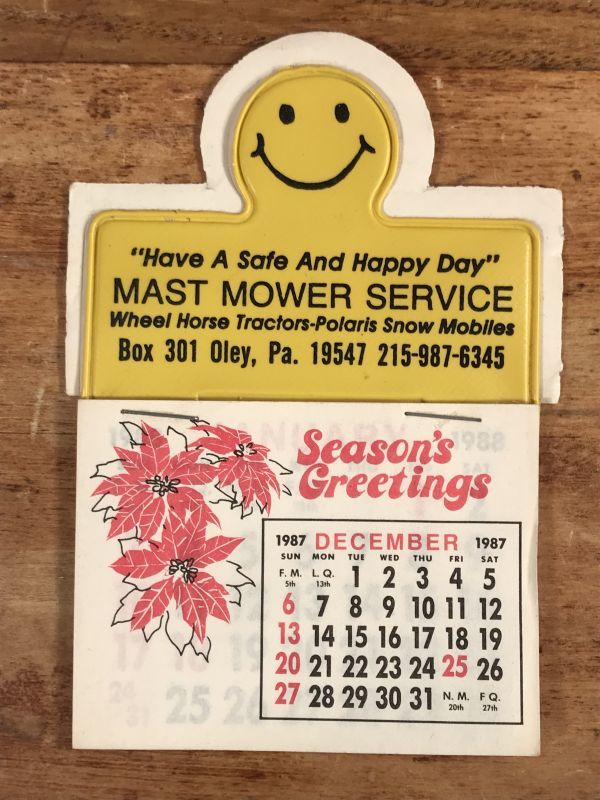 "Have A Safe And Happy Day"
MAST MOWER SERVICE
Wheel Horse Tractors-Polaris Snow Mobiles
Box 301 Oley, Pa. 19547 215-987-6345
Season's
Greetings
1987 DECEMBER 1987
SUN MON TUE WED THU FRI SAT
F. M. 5th L. Q. 13th 1 2 3 4 5
6 7 8 9 10 11 12
13 14 15 16 17 18 19
20 21 22 23 24 25 26
27 28 29 30 31 N. M. 20th F Q. 27th
JANUARY 1988